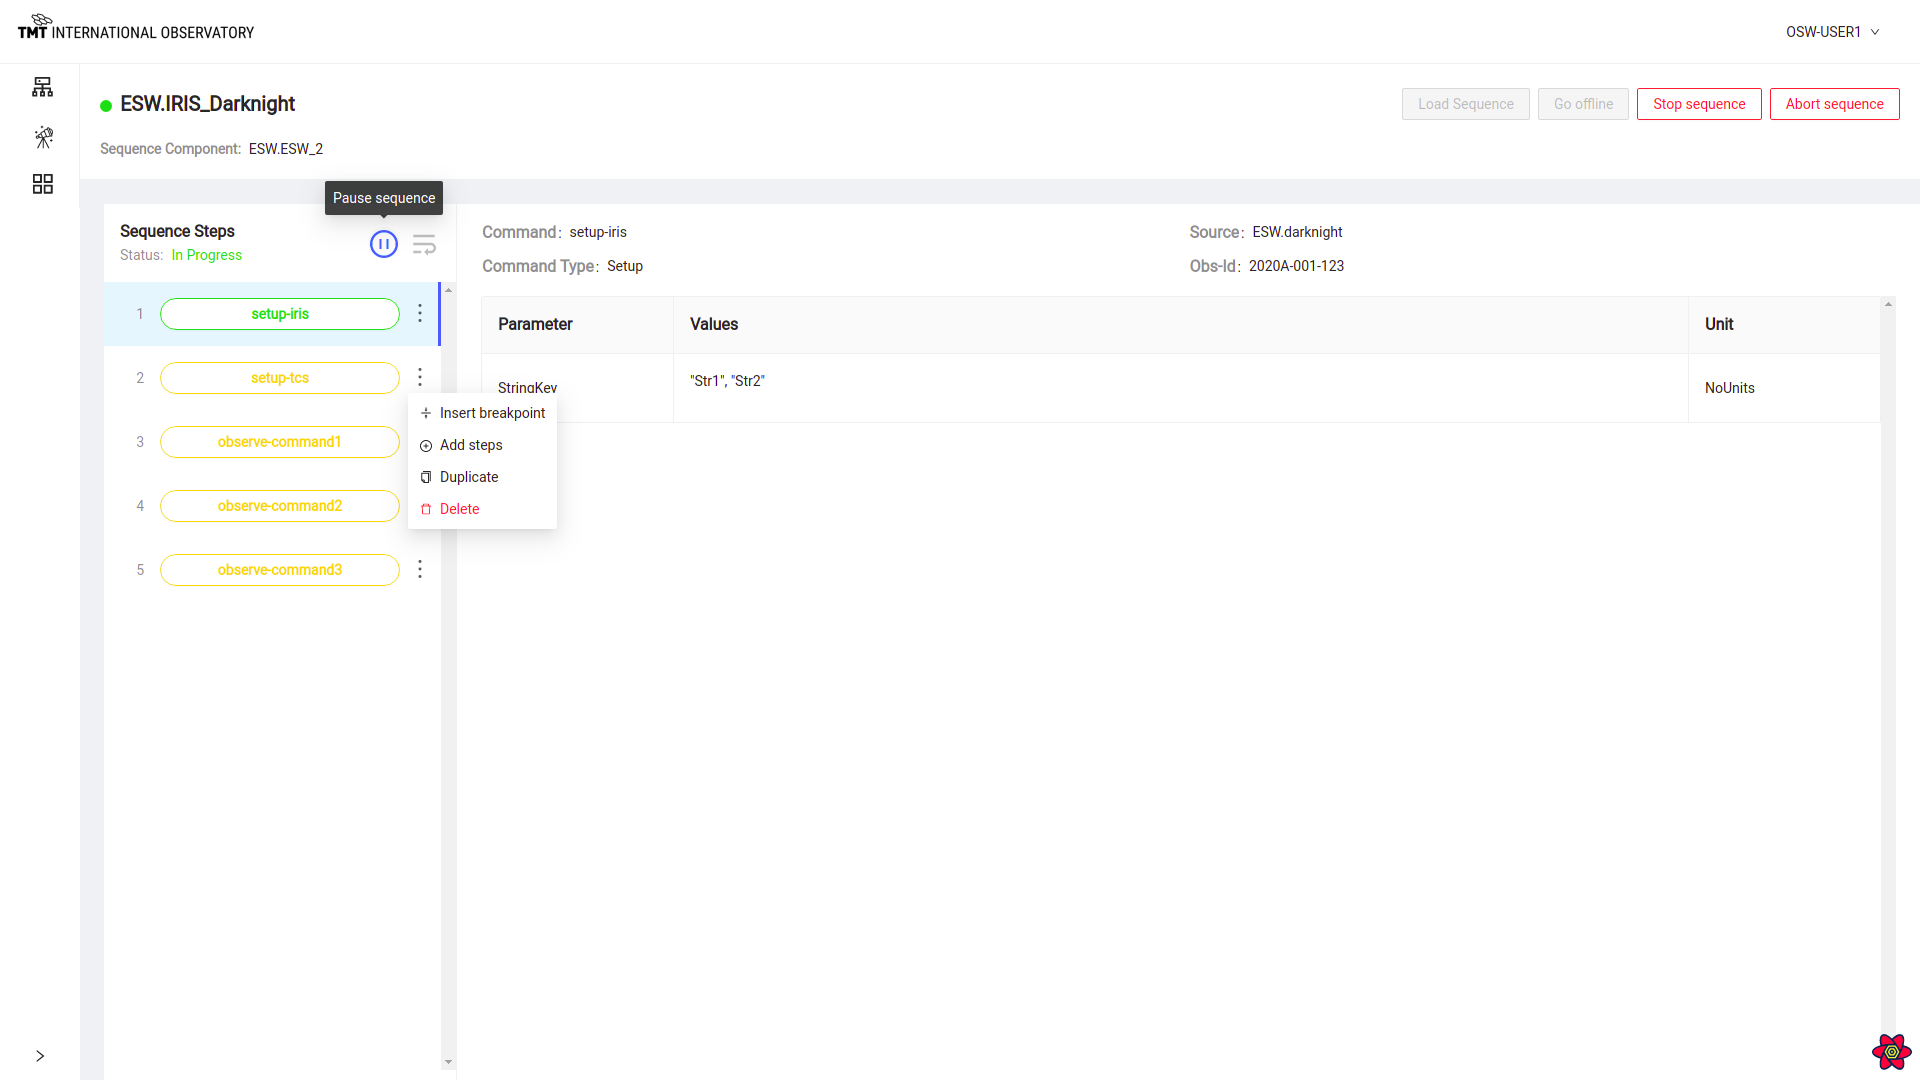 TMT INTERNATIONAL OBSERVATORY
OSW-USER1
ESW.IRIS_Darknight
Load Sequence
Go offline
Stop sequence
Abort sequence
Sequence Component: ESW.ESW_2
Pause sequence
Sequence Steps
Status: In Progress
1 setup-iris
2 setup-tcs
3 observe-command1
4 observe-command2
5 observe-command3
Insert breakpoint
Add steps
Duplicate
Delete
Command: setup-iris
Source: ESW.darknight
Command Type: Setup
Obs-Id: 2020A-001-123
Parameter Values Unit
StringKey "Str1", "Str2" NoUnits